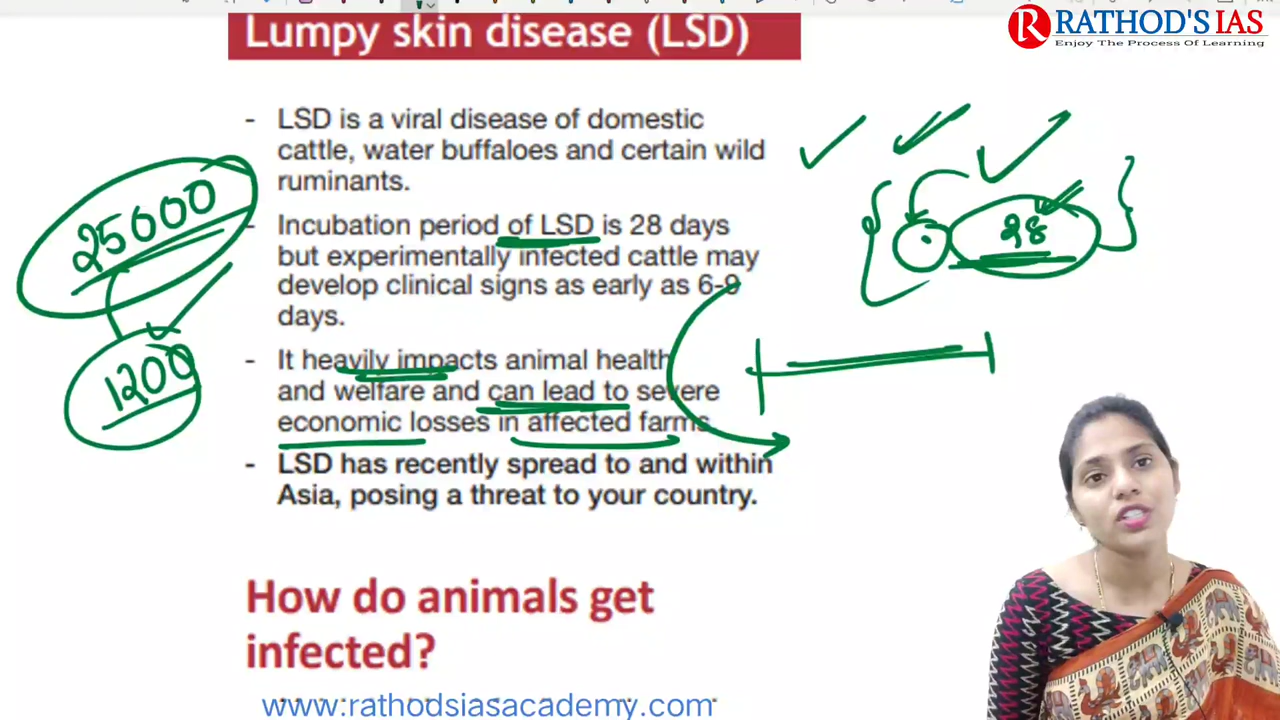 Lumpy skin disease (LSD)
RATHOD'S IAS
Enjoy The Process Of Learning
- LSD is a viral disease of domestic
cattle, water buffaloes and certain wild
ruminants.
- Incubation period of LSD is 28 days
but experimentally infected cattle may
develop clinical signs as early as 6-9
days.
- It heavily impacts animal health
and welfare and can lead to severe
economic losses in affected farms.
- LSD has recently spread to and within
Asia, posing a threat to your country.
25000
1200
28
How do animals get
infected?
www.rathodsiasacademy.com